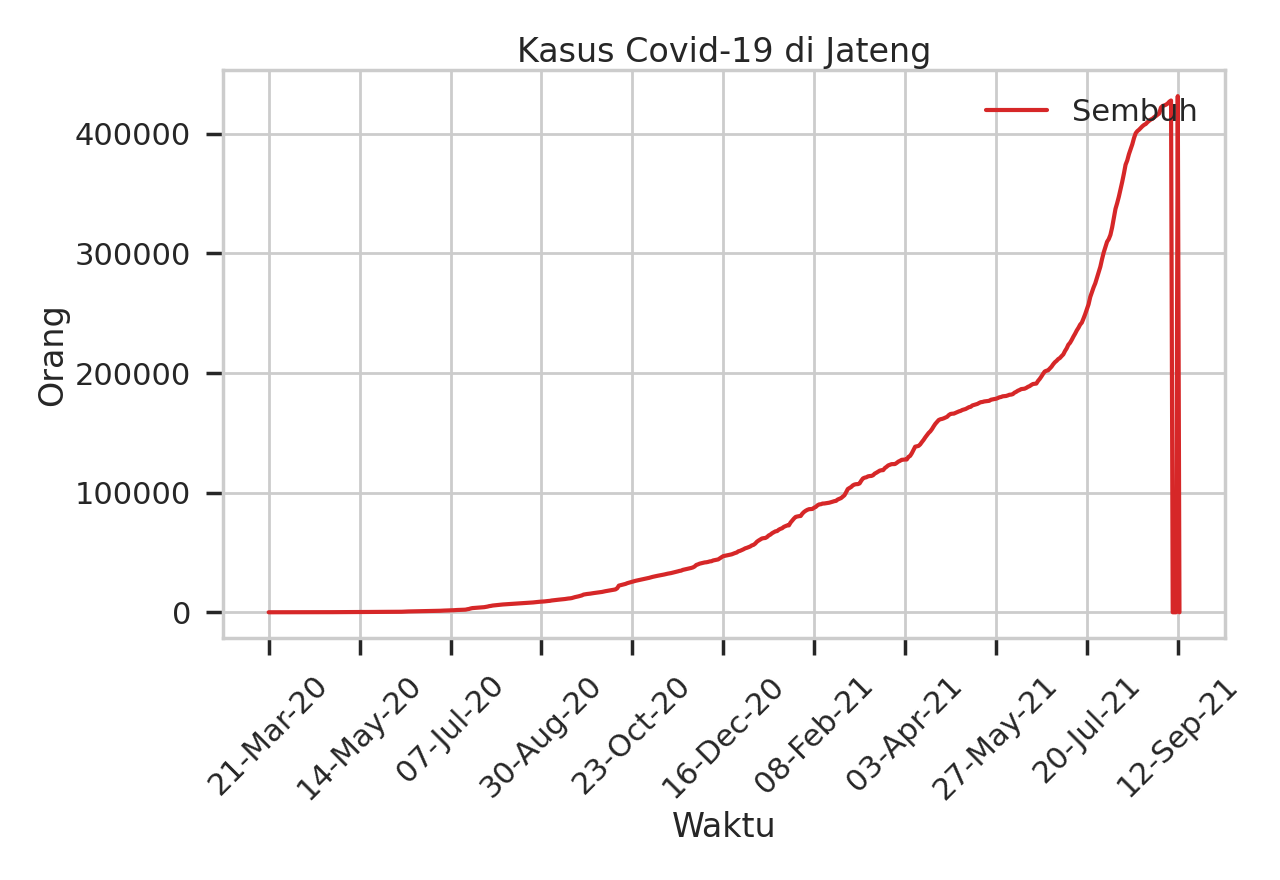 Kasus Covid-19 di Jateng
Sembuh
400000
300000
200000
100000
0
Orang
21-Mar-20
14-May-20
07-Jul-20
30-Aug-20
23-Oct-20
16-Dec-20
08-Feb-21
03-Apr-21
27-May-21
20-Jul-21
12-Sep-21
Waktu